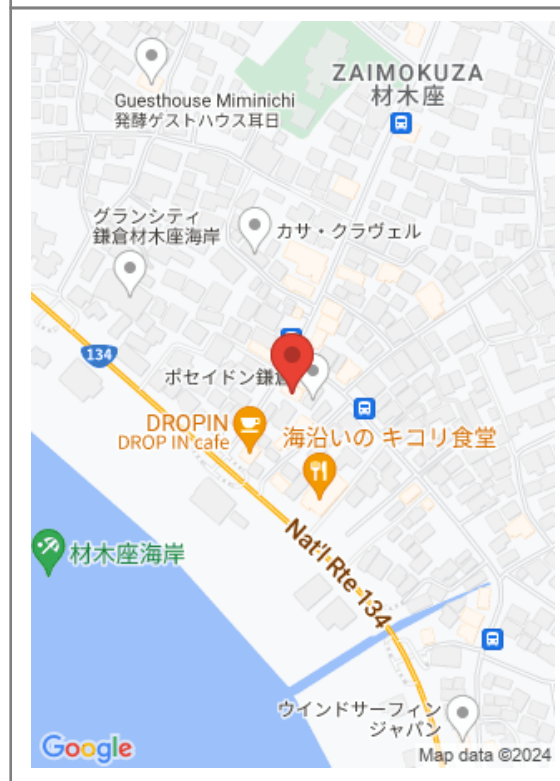 ZAIMOKUZA
材木座
Guesthouse Miminichi
発酵ゲストハウス耳日
グランシティ
鎌倉材木座海岸
カサ・クラヴェル
134
ポセイドン鎌倉
DROPIN
DROP IN cafe
海沿いの キコリ食堂
Nat'l Rte 134
材木座海岸
ウインドサーフィン
ジャパン
Google
Map data ©2024